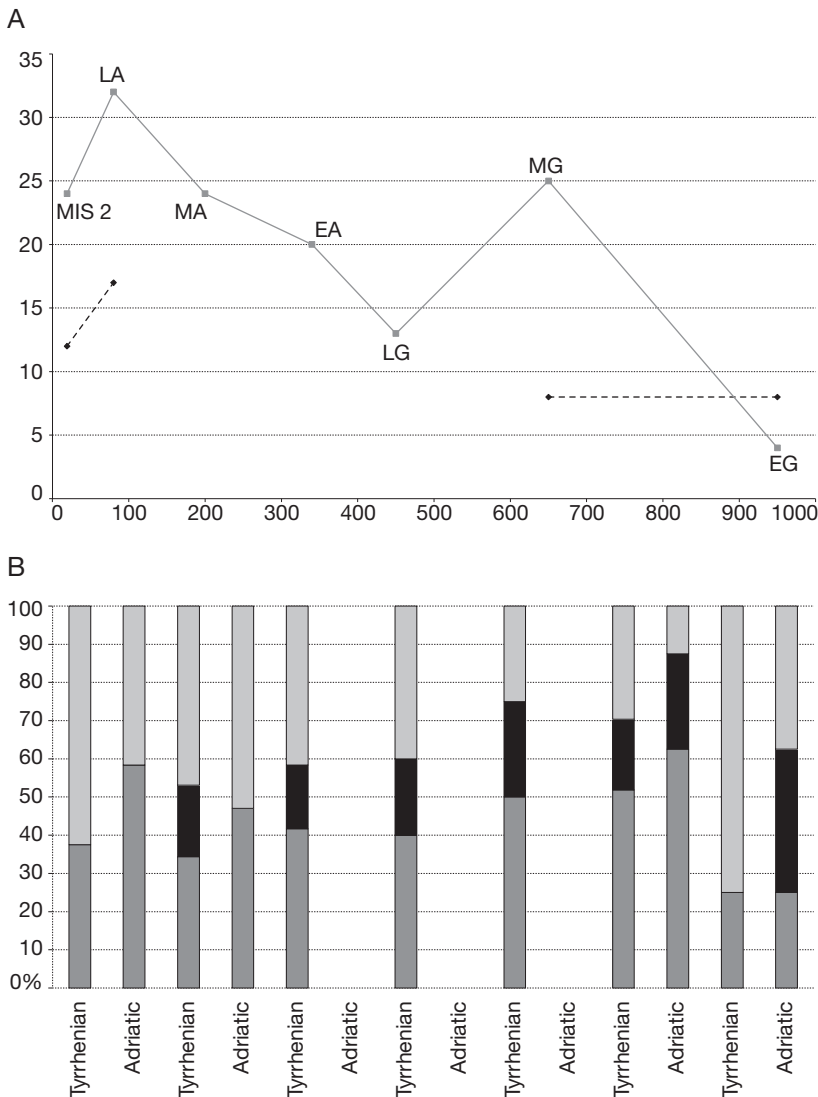 A
35
LA
30
25
MG
MIS 2
MA
20
EA
15
LG
10
5
EG
0
0 100 200 300 400 500 600 700 800 900 1000
B
100
90
80
70
60
50
40
30
20
10
0%
Tyrrhenian
Adriatic
Tyrrhenian
Adriatic
Tyrrhenian
Adriatic
Tyrrhenian
Adriatic
Tyrrhenian
Adriatic
Tyrrhenian
Adriatic
Tyrrhenian
Adriatic